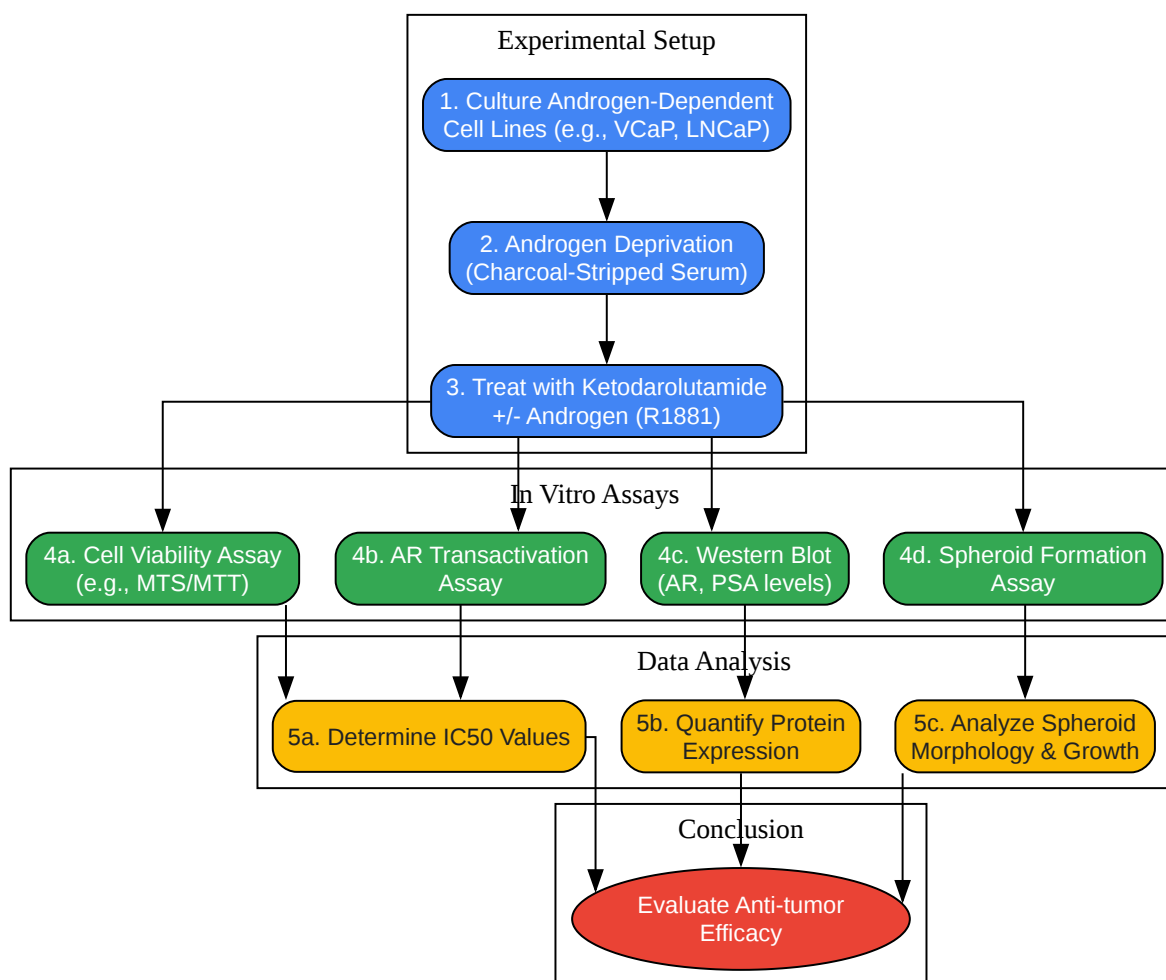 Experimental Setup
1. Culture Androgen-Dependent
Cell Lines (e.g., VCaP, LNCaP)
2. Androgen Deprivation
(Charcoal-Stripped Serum)
3. Treat with Ketodarolutamide
+/- Androgen (R1881)
In Vitro Assays
4a. Cell Viability Assay
(e.g., MTS/MTT)
4b. AR Transactivation
Assay
4c. Western Blot
(AR, PSA levels)
4d. Spheroid Formation
Assay
Data Analysis
5a. Determine IC50 Values
5b. Quantify Protein
Expression
5c. Analyze Spheroid
Morphology & Growth
Conclusion
Evaluate Anti-tumor
Efficacy